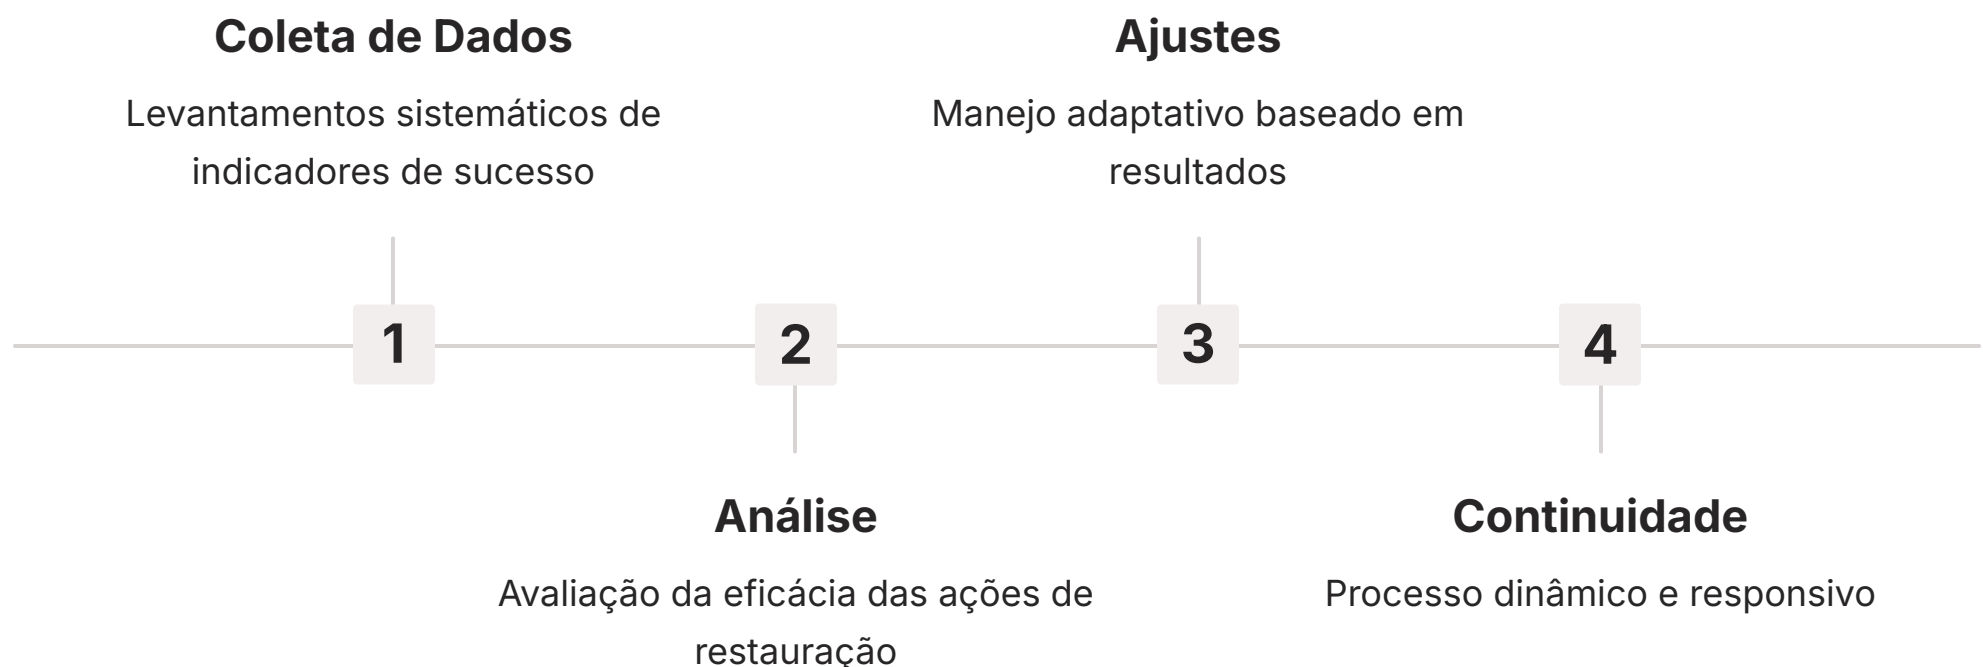 Coleta de Dados
Levantamentos sistemáticos de
indicadores de sucesso
Ajustes
Manejo adaptativo baseado em
resultados
1
2
3
4
Análise
Avaliação da eficácia das ações de
restauração
Continuidade
Processo dinâmico e responsivo